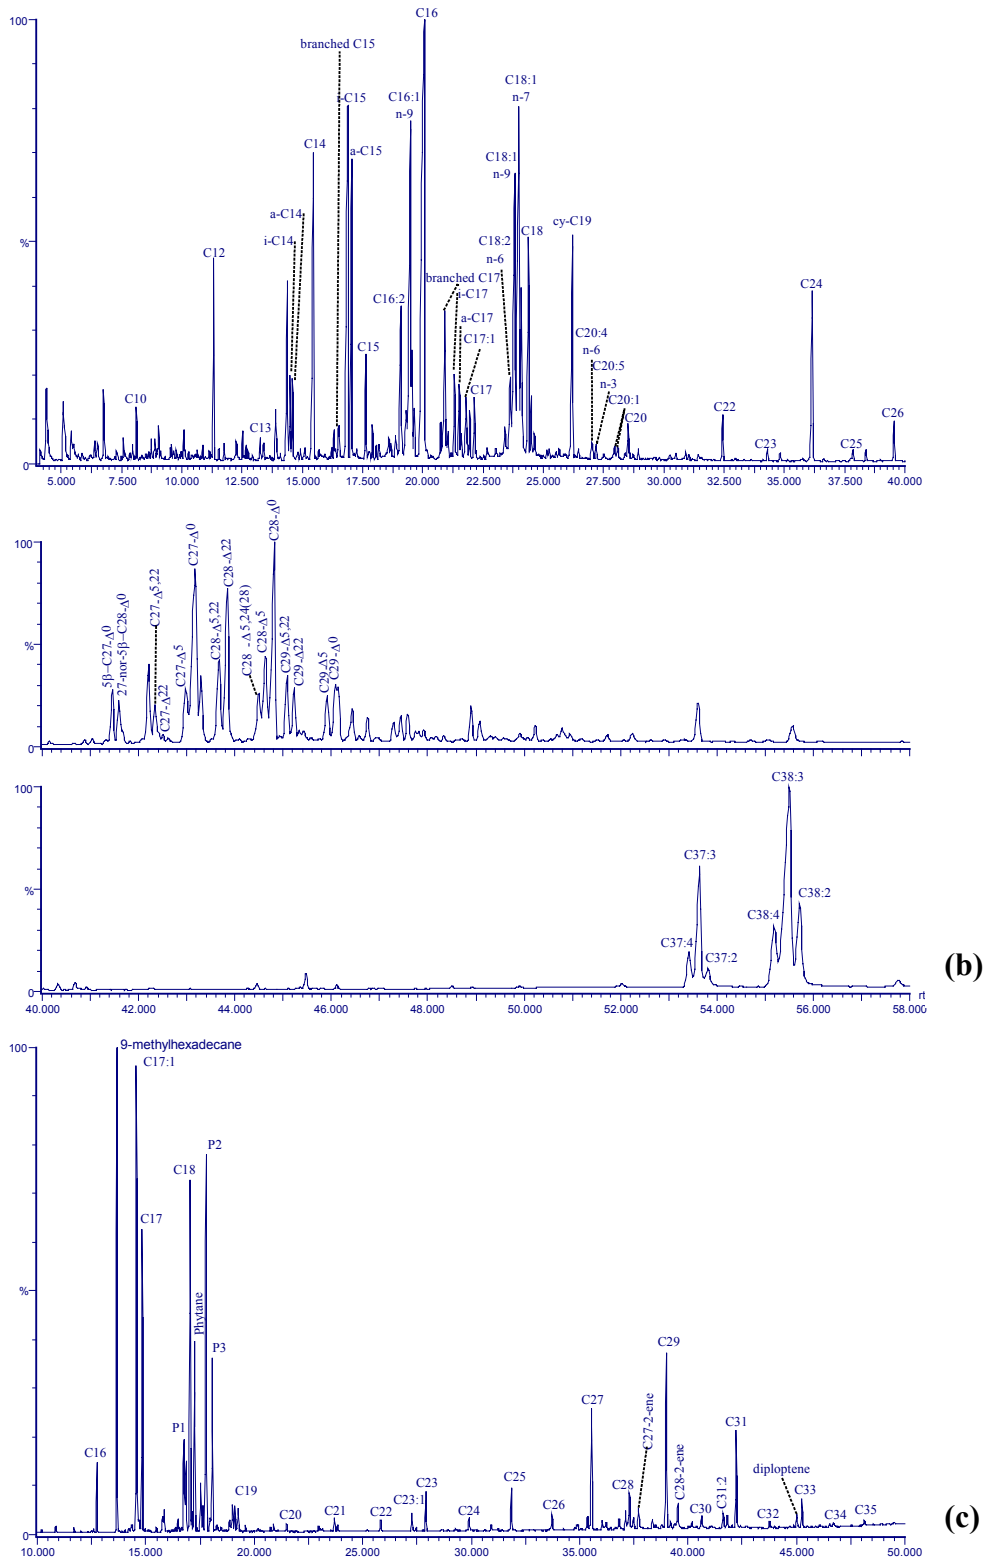 C16
100
branched C15
C18:1
n-7
i-C15
C16:1
n-9
C14
a-C15
C18:1
n-9
a-C14
i-C14
%
C12
C18:2
n-6
C18
cy-C19
branched C17
i-C17
C16:2
a-C17
C17:1
C24
C15
C20:4
n-6
C20:5
n-3
C10
C17
C20:1
C13
C20
C22
C23
C25
C26
0
5.000 7.500 10.000 12.500 15.000 17.500 20.000 22.500 25.000 27.500 30.000 32.500 35.000 37.500 40.000
100
%
0
5β-C27-Δ0
27-nor-5β-C28-Δ0
C27-Δ5,22
C27-Δ22
C27-Δ5
C27-Δ0
C28-Δ5,22
C28-Δ22
C28 -Δ5,24(28)
C28-Δ5
C28-Δ0
C29-Δ5,22
C29-Δ22
C29-Δ5
C29-Δ0
100
C38:3
C37:3
%
C38:2
C38:4
C37:4
C37:2
(b)
0
rt
40.000 42.000 44.000 46.000 48.000 50.000 52.000 54.000 56.000 58.000
100
9-methylhexadecane
C17:1
P2
C18
C17
%
Phytane
P3
P1
C16
C19
C20
C21
C22
C23:1
C23
C24
C25
C26
C27
C28
C27-2-ene
C29
C28-2-ene
C30
C31:2
C31
C32
diploptene
C33
C34
C35
(c)
0
10.000 15.000 20.000 25.000 30.000 35.000 40.000 45.000 50.000